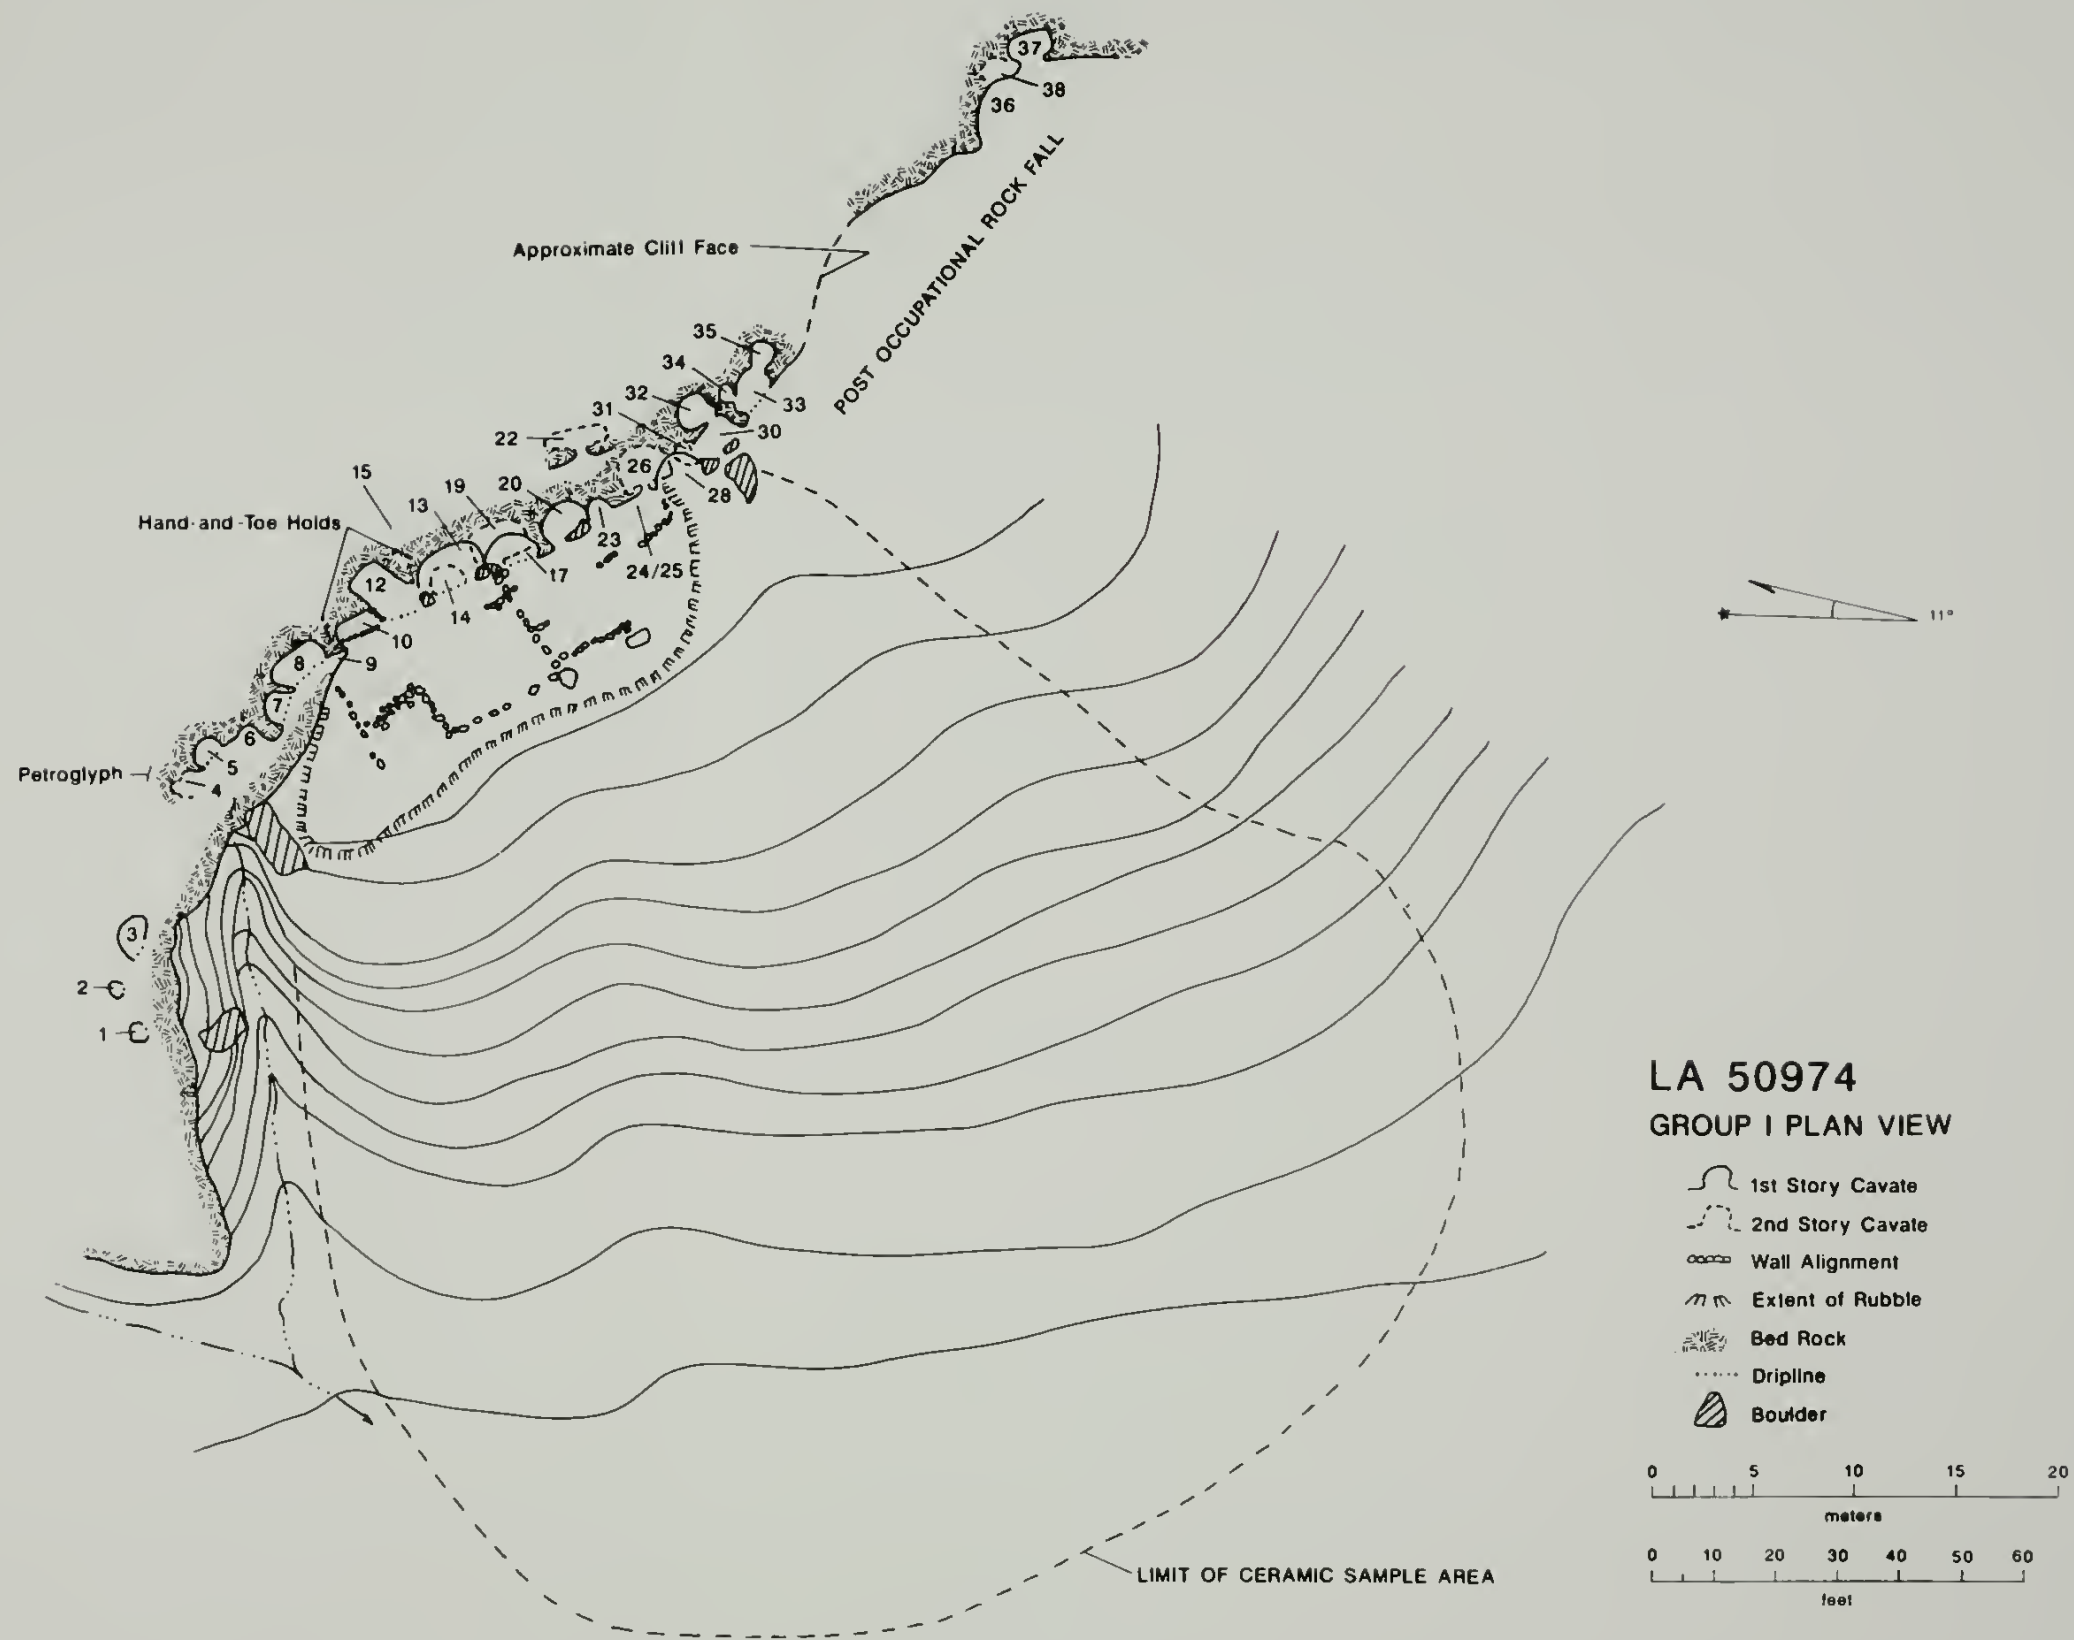 37
38
36
POST OCCUPATIONAL ROCK FALL
Approximate Cliff Face
35
34
32
33
31
30
22
26
15
19
20
28
13
Hand-and-Toe Holds
23
24/25
12
17
14
10
8
9
7
6
Petroglyph
5
4
3
2
1
11°
LA 50974
GROUP I PLAN VIEW
1st Story Cavate
2nd Story Cavate
Wall Alignment
Extent of Rubble
Bed Rock
Dripline
Boulder
0 5 10 15 20
meters
0 10 20 30 40 50 60
feet
LIMIT OF CERAMIC SAMPLE AREA